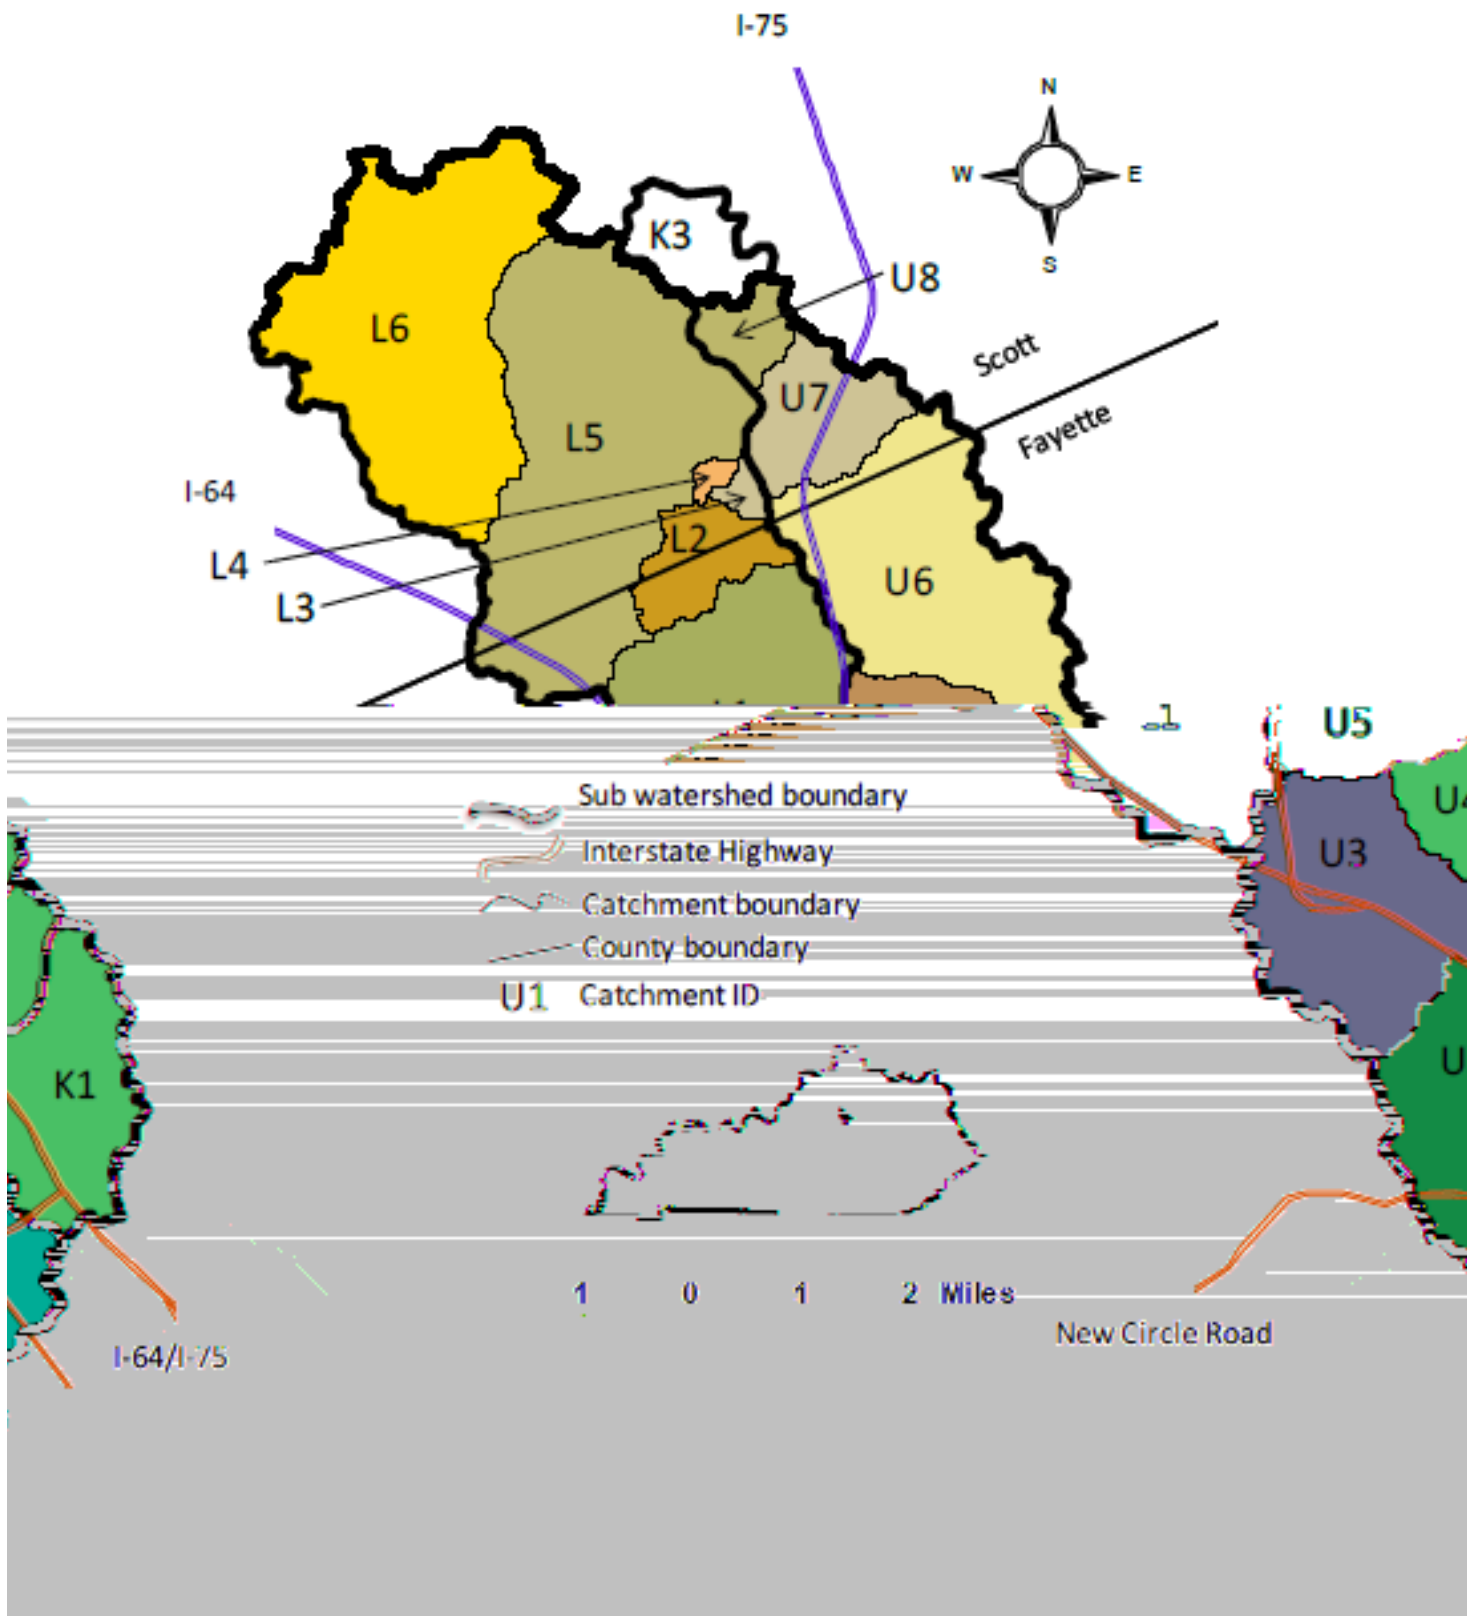 I-75
N
W
E
S
K3
U8
L6
Scott
U7
Fayette
L5
I-64
L2
L4
U6
L3
U5
Sub watershed boundary
U3
Interstate Highway
Catchment boundary
County boundary
U1 Catchment ID
K1
1 0 1 2 Miles
New Circle Road
I-64/I-75